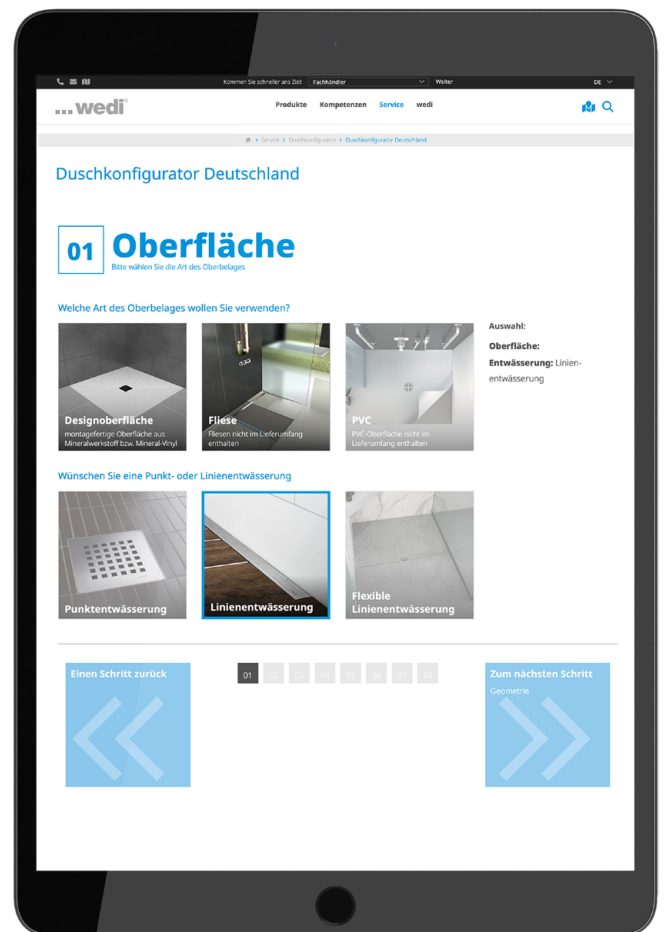 Kommen Sie schneller ans Ziel: Fachhändler Weiter DE
...wedi®
Produkte Kompetenzen Service wedi
Service Duschkonfigurator Duschkonfigurator Deutschland
Duschkonfigurator Deutschland
01 Oberfläche
Bitte wählen Sie die Art des Oberbelages
Welche Art des Oberbelages wollen Sie verwenden?
Designoberfläche
montagefertige Oberfläche aus
Mineralwerkstoff bzw. Mineral-Vinyl
Fliese
Fliesen nicht im Lieferumfang
enthalten
PVC
PVC-Oberfläche nicht im
Lieferumfang enthalten
Auswahl:
Oberfläche:
Entwässerung: Linien-
entwässerung
Wünschen Sie eine Punkt- oder Linienentwässerung
Punktentwässerung
Linienentwässerung
Flexible
Linienentwässerung
Einen Schritt zurück
01 02 03 04 05 06 07 08
Zum nächsten Schritt
Geometrie